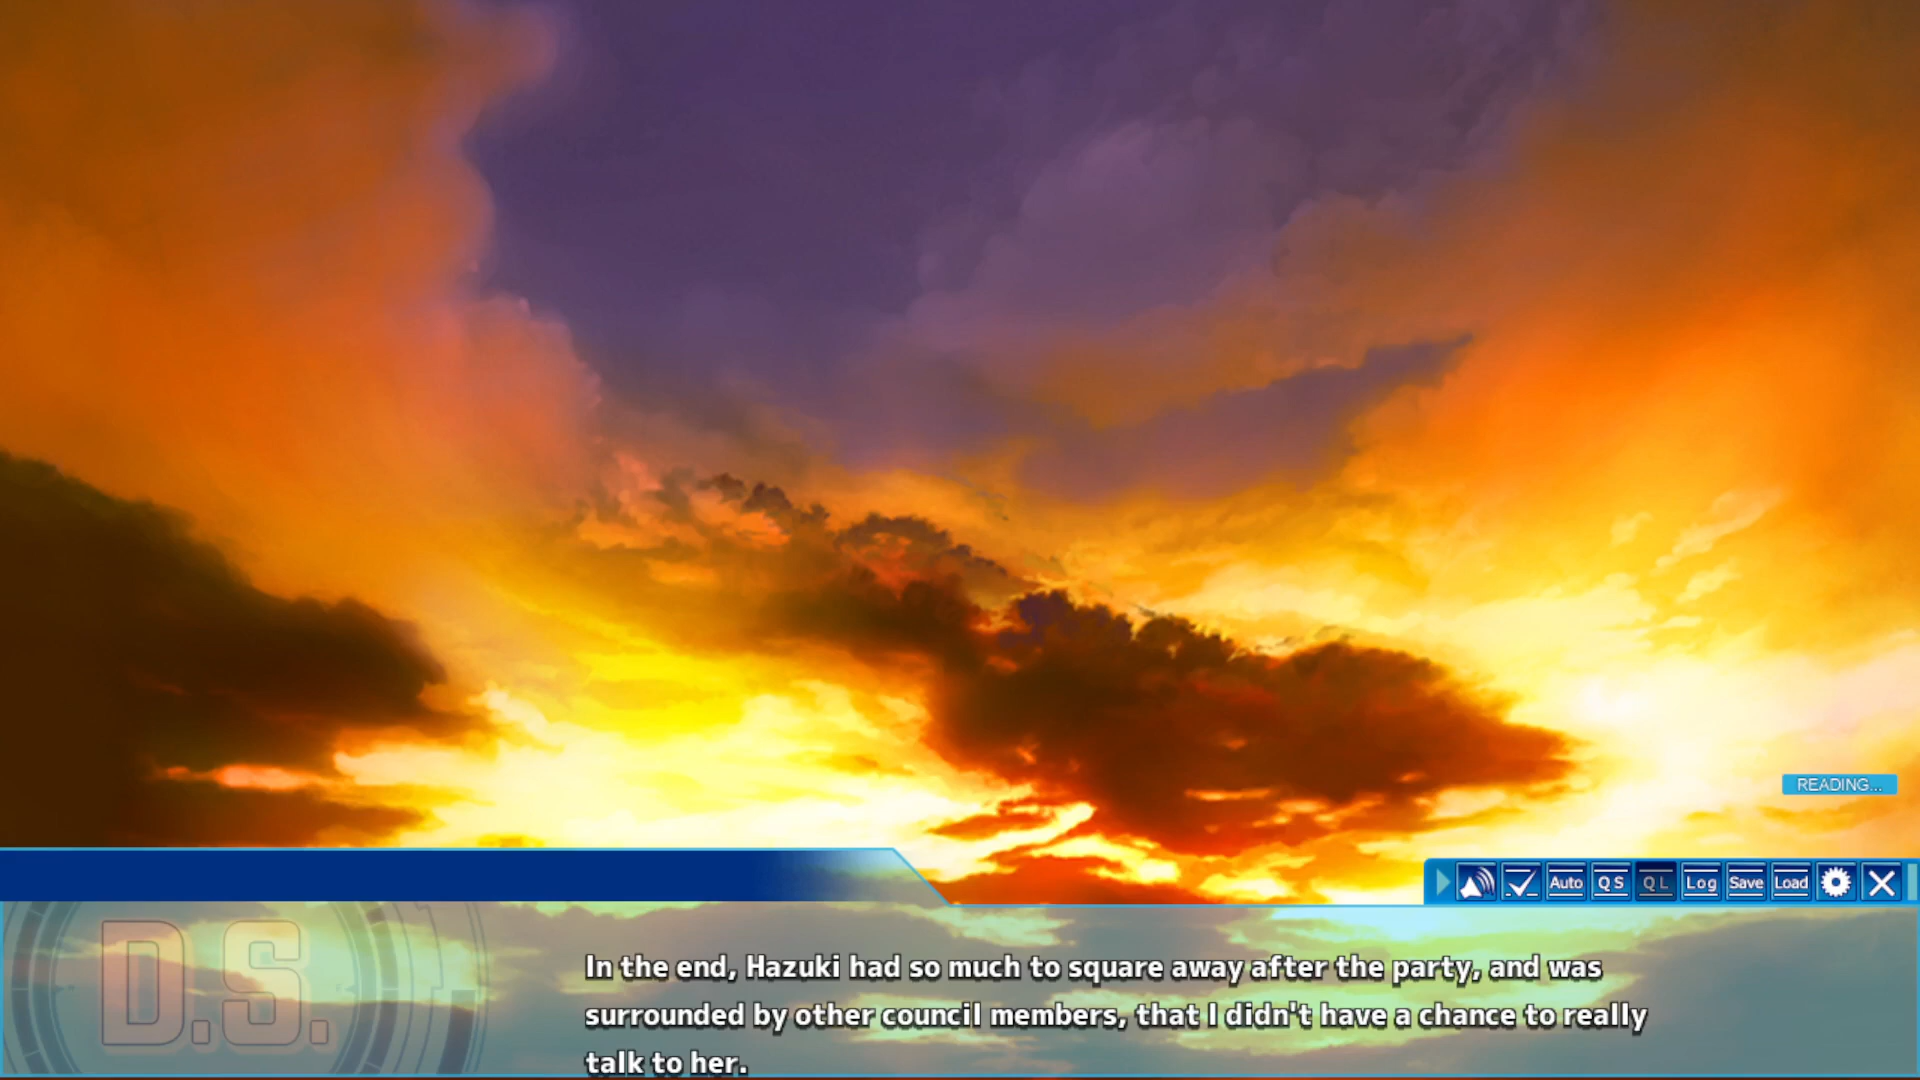 READING...
Auto QS QL Log Save Load
D.S.
In the end, Hazuki had so much to square away after the party, and was
surrounded by other council members, that I didn't have a chance to really
talk to her.